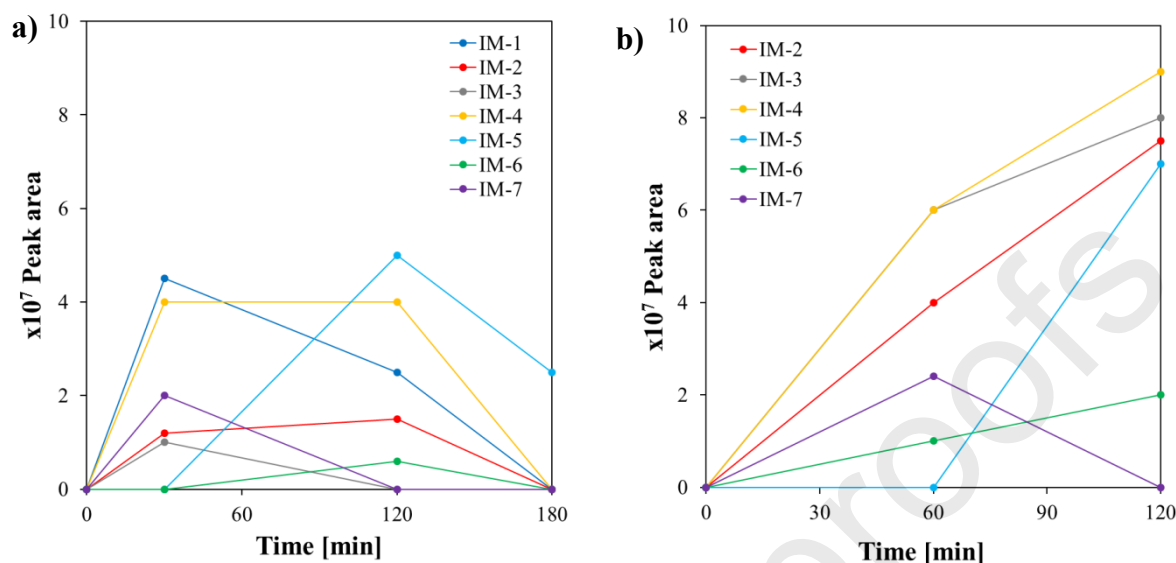 a)
10
8
6
4
2
0
x10⁷ Peak area
0 60 120 180
Time [min]
IM-1
IM-2
IM-3
IM-4
IM-5
IM-6
IM-7
b)
10
8
6
4
2
0
x10⁷ Peak area
0 30 60 90 120
Time [min]
IM-2
IM-3
IM-4
IM-5
IM-6
IM-7
proofs